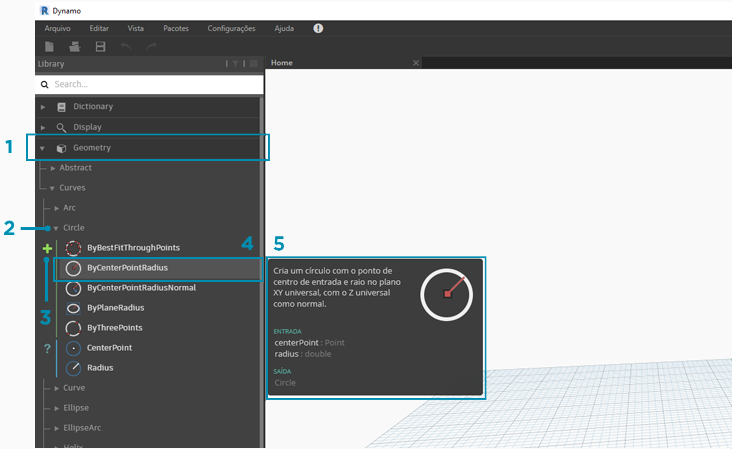 R Dynamo
Arquivo Editar Vista Pacotes Configurações Ajuda !
Library
Home
Search...
Dictionary
Display
1
Geometry
Abstract
Curves
Arc
2
Circle
ByBestFitThroughPoints
4
5
ByCenterPointRadius
ByCenterPointRadiusNormal
ByPlaneRadius
3
ByThreePoints
? CenterPoint
Radius
Curve
Ellipse
EllipseArc
Helix
Cria um círculo com o ponto de
centro de entrada e raio no plano
XY universal, com o Z universal
como normal.
ENTRADA
centerPoint : Point
radius : double
SAÍDA
Circle